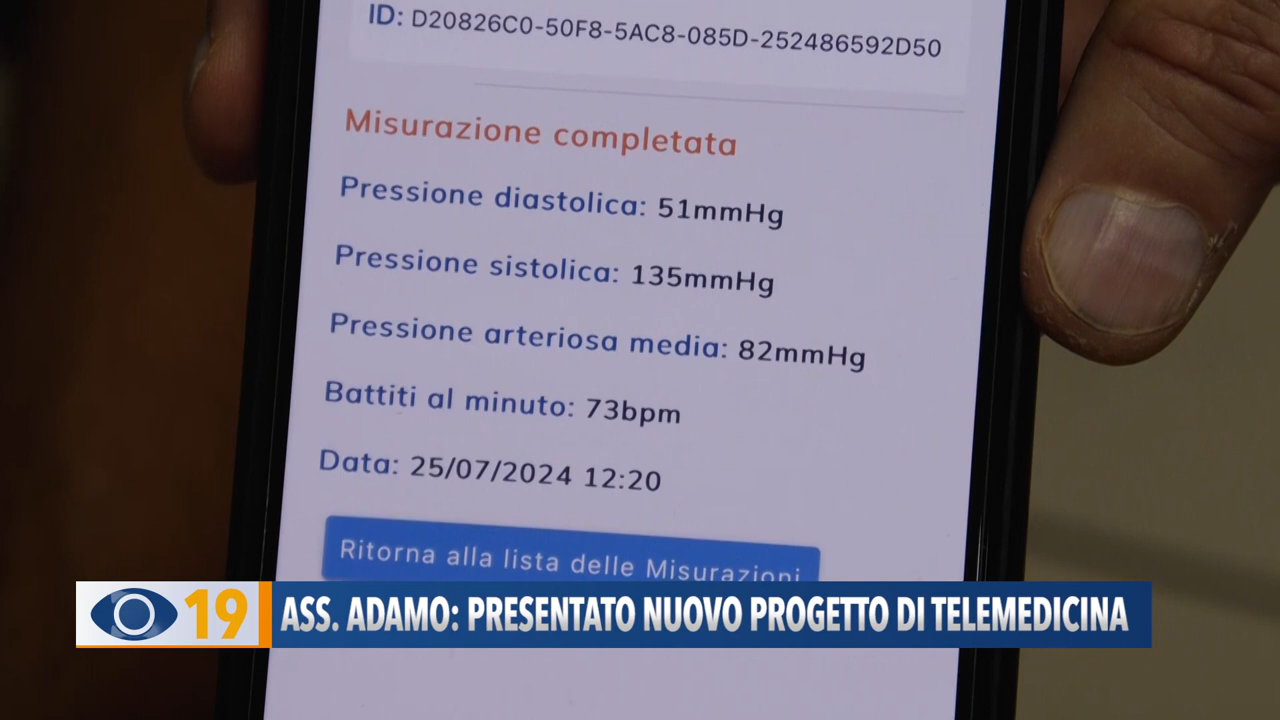 ID: D20826C0-50F8-5AC8-085D-252486592D50
Misurazione completata
Pressione diastolica: 51mmHg
Pressione sistolica: 135mmHg
Pressione arteriosa media: 82mmHg
Battiti al minuto: 73bpm
Data: 25/07/2024 12:20
Ritorna alla lista delle Misurazioni
19 ASS. ADAMO: PRESENTATO NUOVO PROGETTO DI TELEMEDICINA